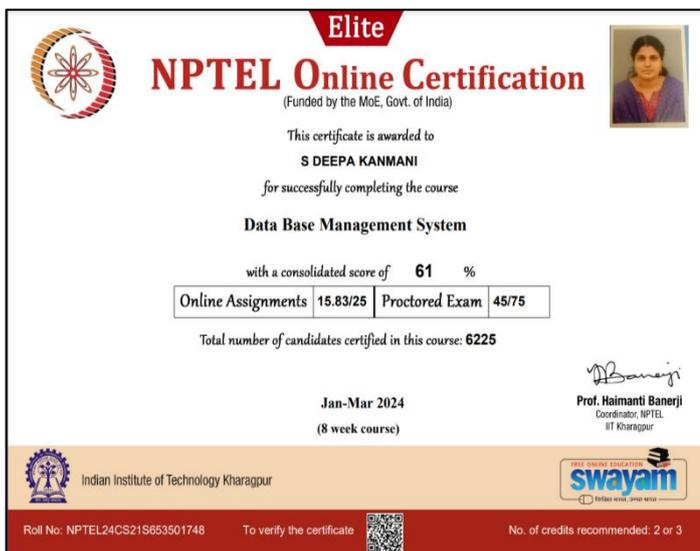 Elite
NPTEL Online Certification
(Funded by the MoE, Govt. of India)
This certificate is awarded to
S DEEPA KANMANI
for successfully completing the course
Data Base Management System
with a consolidated score of 61 %
Online Assignments 15.83/25 Proctored Exam 45/75
Total number of candidates certified in this course: 6225
Jan-Mar 2024
(8 week course)
Prof. Haimanti Banerji
Coordinator, NPTEL
IIT Kharagpur
Indian Institute of Technology Kharagpur
FREE ONLINE EDUCATION
swayam
शिक्षित भारत, उन्नत भारत
Roll No: NPTEL24CS21S653501748 To verify the certificate No. of credits recommended: 2 or 3